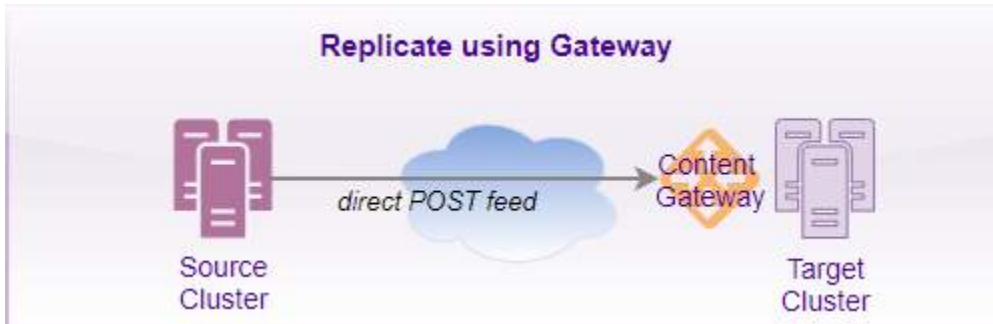 Replicate using Gateway
Content
Gateway
direct POST feed
Source
Cluster
Target
Cluster